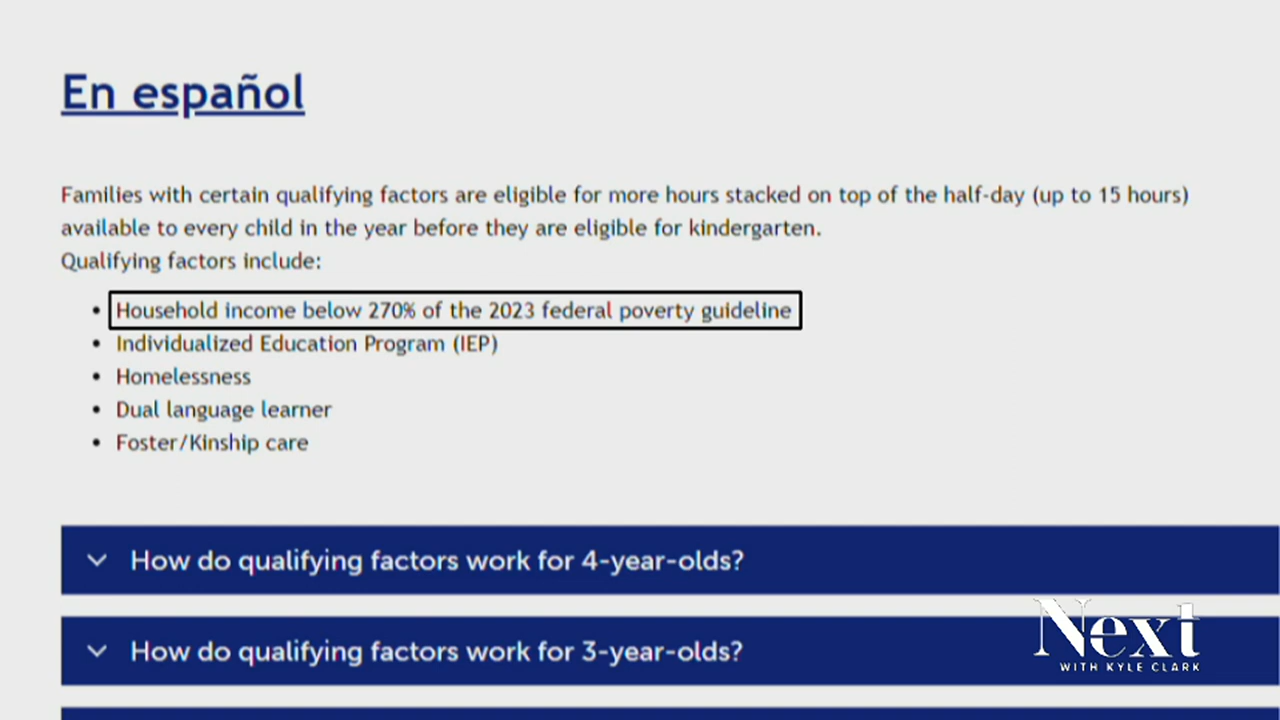 En español
Families with certain qualifying factors are eligible for more hours stacked on top of the half-day (up to 15 hours)
available to every child in the year before they are eligible for kindergarten.
Qualifying factors include:
• Household income below 270% of the 2023 federal poverty guideline
• Individualized Education Program (IEP)
• Homelessness
• Dual language learner
• Foster/Kinship care
How do qualifying factors work for 4-year-olds?
How do qualifying factors work for 3-year-olds?
Next
WITH KYLE CLARK